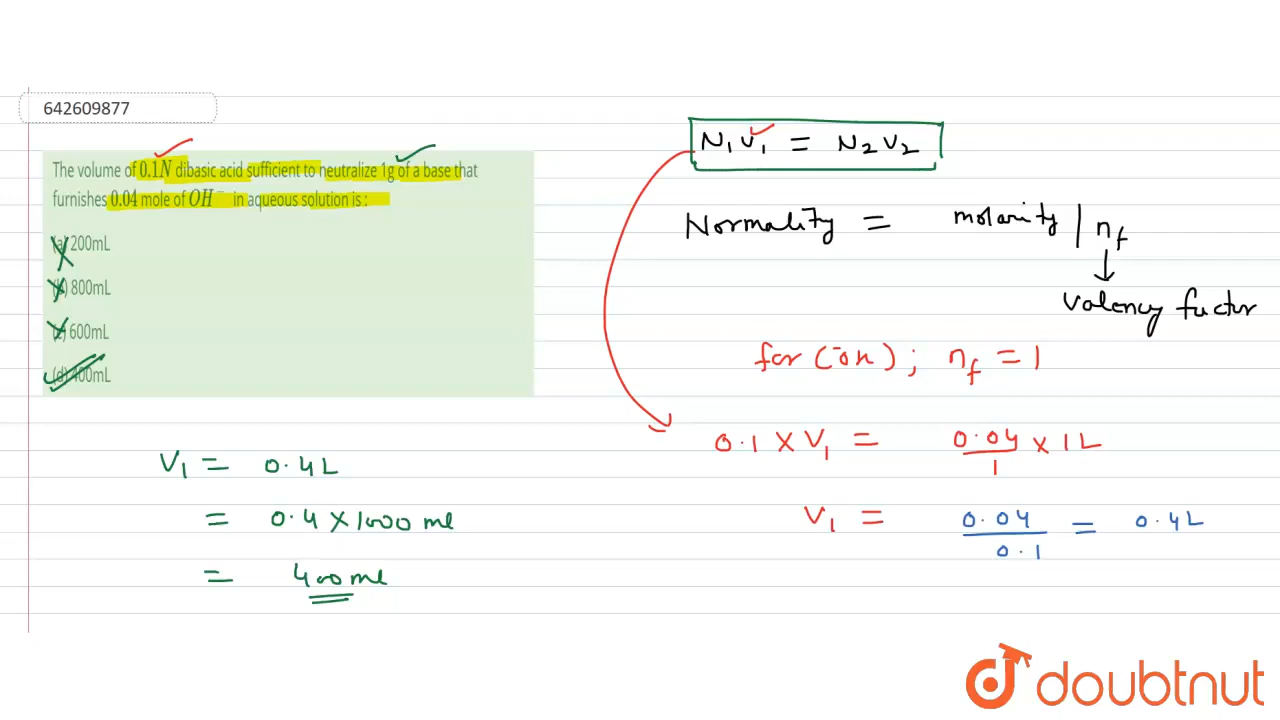 642609877
The volume of 0.1N dibasic acid sufficient to neutralize 1g of a base that
furnishes 0.04 mole of OH⁻ in aqueous solution is :
(a) 200mL
(b) 800mL
(c) 600mL
(d) 400mL
V₁ = 0.4L
= 0.4 × 1000 ml
= 400 ml
N₁V₁ = N₂V₂
Normality = molarity | nf
↓
Valency factor
for (ŌH); nf = 1
0.1 × V₁ = 0.04/1 × 1L
V₁ = 0.04/0.1 = 0.4L
doubtnut